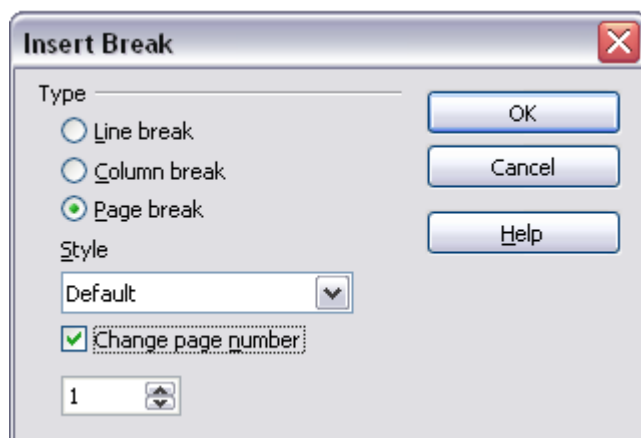 Insert Break
Type
Line break
Column break
Page break
Style
Default
Change page number
1
OK
Cancel
Help